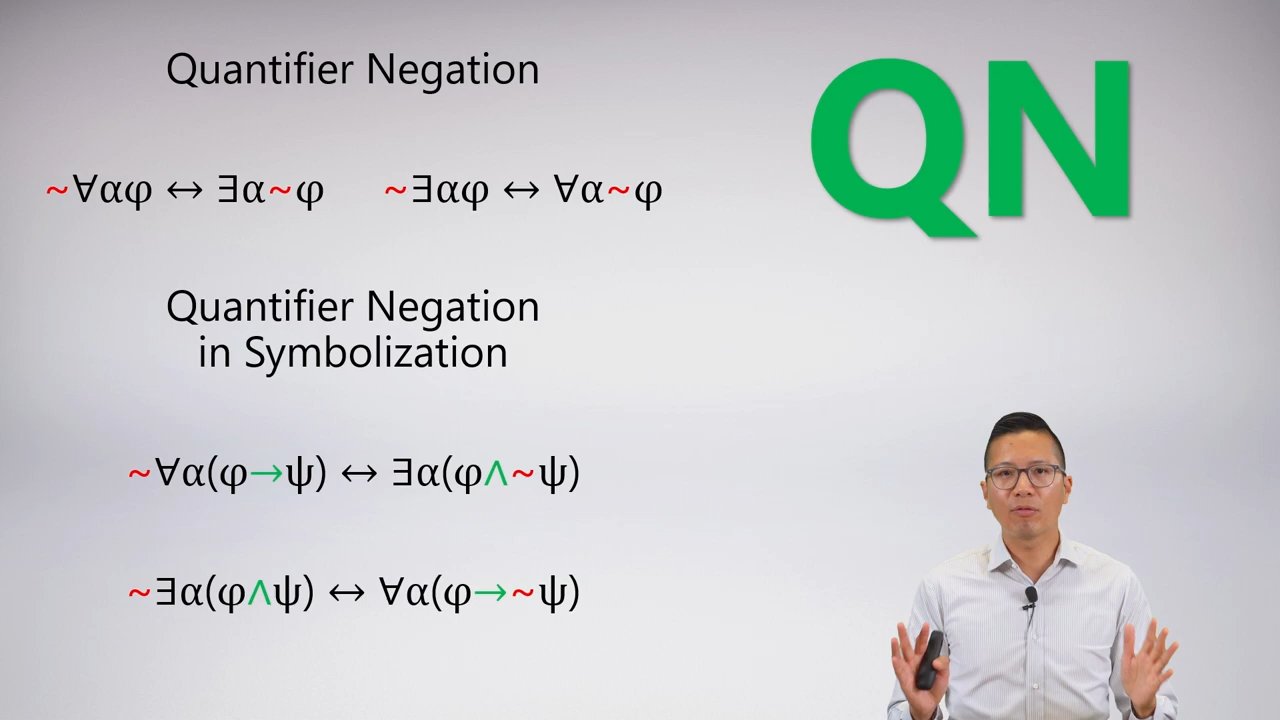 Quantifier Negation
QN
~∀αφ ↔ ∃α~φ ~∃αφ ↔ ∀α~φ
Quantifier Negation
in Symbolization
~∀α(φ→ψ) ↔ ∃α(φ∧~ψ)
~∃α(φ∧ψ) ↔ ∀α(φ→~ψ)